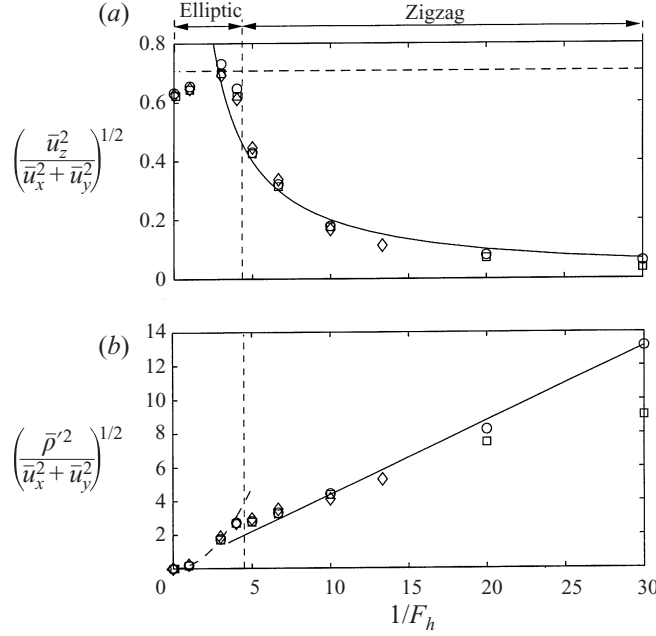 (a)
Elliptic
Zigzag
0.8
0.6
0.4
0.2
0
(ū_z^2 / ū_x^2 + ū_y^2)^1/2
(b)
14
12
10
8
6
4
2
(ρ̄′^2 / ū_x^2 + ū_y^2)^1/2
0 5 10 15 20 25 30
1/F_h